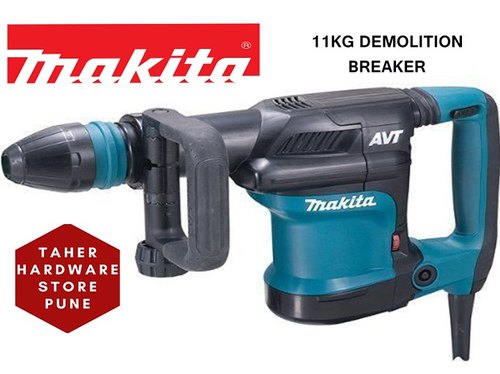 makita®
11KG DEMOLITION
BREAKER
AVT
makita
TAHER
HARDWARE
STORE
PUNE